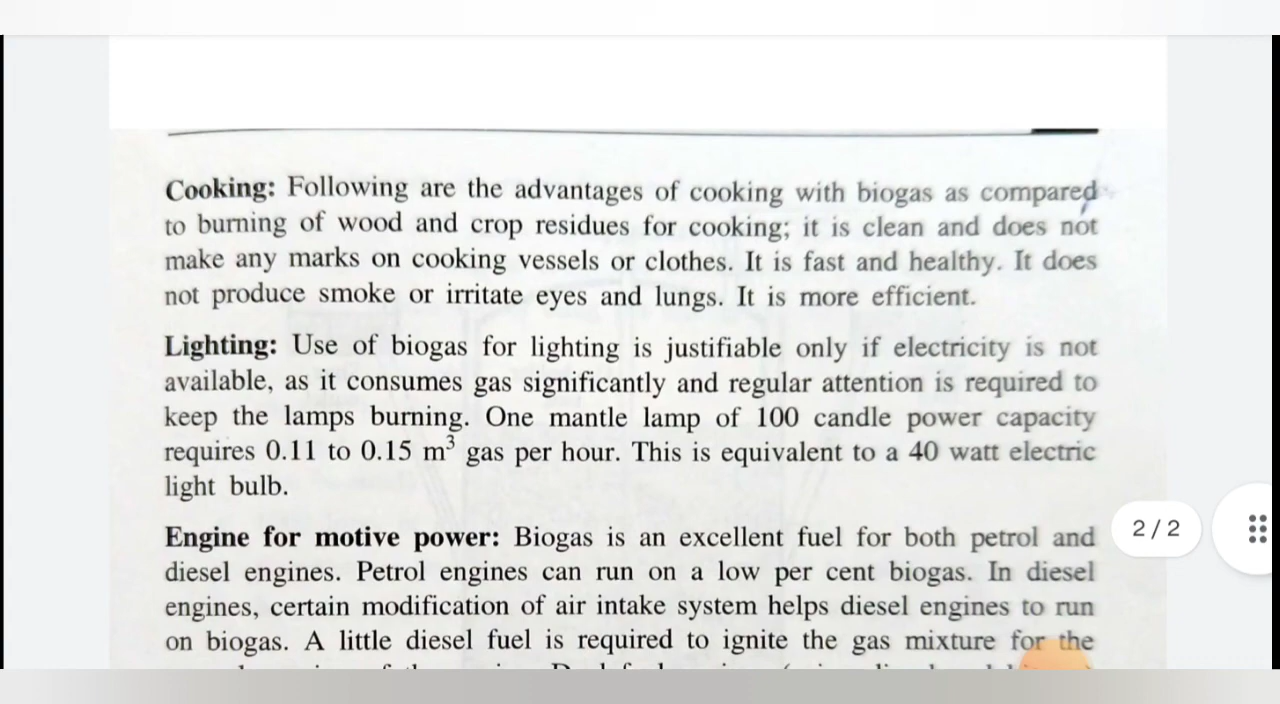 Cooking: Following are the advantages of cooking with biogas as compared
to burning of wood and crop residues for cooking; it is clean and does not
make any marks on cooking vessels or clothes. It is fast and healthy. It does
not produce smoke or irritate eyes and lungs. It is more efficient.
Lighting: Use of biogas for lighting is justifiable only if electricity is not
available, as it consumes gas significantly and regular attention is required to
keep the lamps burning. One mantle lamp of 100 candle power capacity
requires 0.11 to 0.15 m³ gas per hour. This is equivalent to a 40 watt electric
light bulb.
2 / 2
Engine for motive power: Biogas is an excellent fuel for both petrol and
diesel engines. Petrol engines can run on a low per cent biogas. In diesel
engines, certain modification of air intake system helps diesel engines to run
on biogas. A little diesel fuel is required to ignite the gas mixture for the